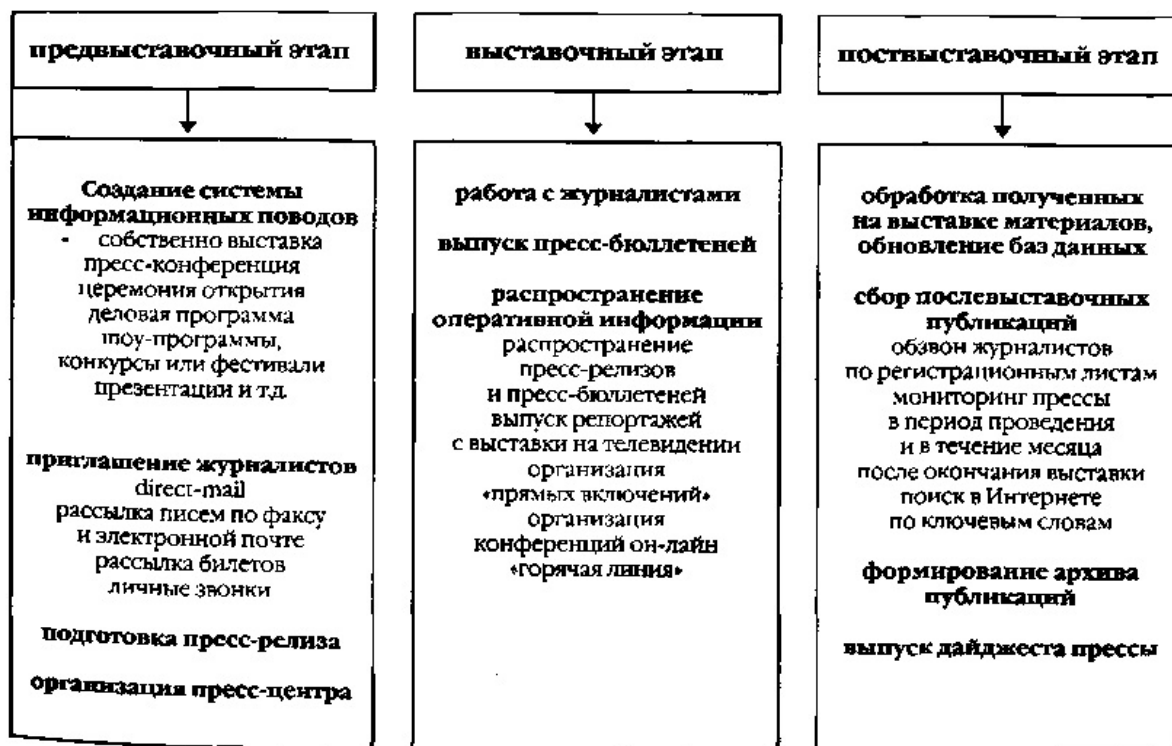 предвыставочный этап
Создание системы
информационных поводов
- собственно выставка
пресс-конференция
церемония открытия
деловая программа
шоу-программы,
конкурсы или фестивали
презентации и т.д.
приглашение журналистов
direct-mail
рассылка писем по факсу
и электронной почте
рассылка билетов
личные звонки
подготовка пресс-релиза
организация пресс-центра
выставочный этап
работа с журналистами
выпуск пресс-бюллетеней
распространение
оперативной информации
распространение
пресс-релизов
и пресс-бюллетеней
выпуск репортажей
с выставки на телевидении
организация
«прямых включений»
организация
конференций он-лайн
«горячая линия»
поствыставочный этап
обработка полученных
на выставке материалов,
обновление баз данных
сбор послевыставочных
публикаций
обзвон журналистов
по регистрационным листам
мониторинг прессы
в период проведения
и в течение месяца
после окончания выставки
поиск в Интернете
по ключевым словам
формирование архива
публикаций
выпуск дайджеста прессы